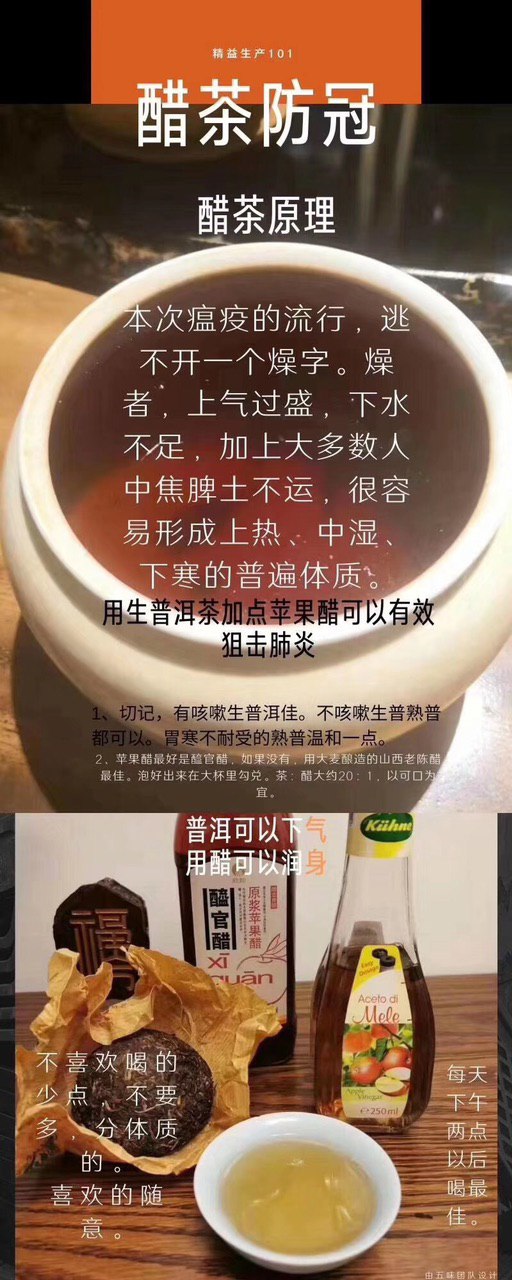 精益生产101
醋茶防冠
醋茶原理
本次瘟疫的流行，逃
不开一个燥字。燥
者，上气过盛，下水
不足，加上大多数人
中焦脾土不运，很容
易形成上热、中湿、
下寒的普遍体质。
用生普洱茶加点苹果醋可以有效
狙击肺炎
1、切记，有咳嗽生普洱佳。不咳嗽生普熟普
都可以。胃寒不耐受的熟普温和一点。
2、苹果醋最好是醯官醋，如果没有，用大麦酿造的山西老陈醋
最佳。泡好出来在大杯里勾兑。茶：醋大约20：1，以可口为
宜。
普洱可以下气
用醋可以润身
Kühne
福
醯官醋
xī
guān
原浆苹果醋
Easy Dosage
Aceto di
Mele
Apple
Vinegar
℮250ml
不喜欢喝的
少点，不要
多，分体质
的。
喜欢的随
意。
每天
下午
两点
以后
喝最
佳。
由五味团队设计